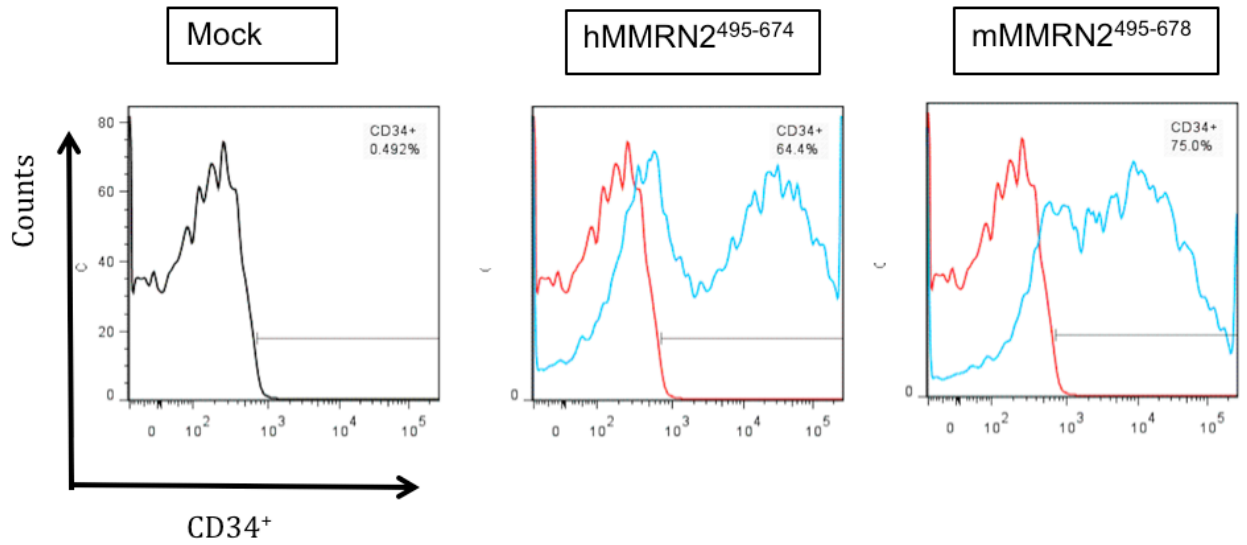 Mock
hMMRN2⁴⁹⁵⁻⁶⁷⁴
mMMRN2⁴⁹⁵⁻⁶⁷⁸
CD34+
0.492%
CD34+
64.4%
CD34+
75.0%
Counts
80
60
40
20
0
0
0
0 10² 10³ 10⁴ 10⁵
0 10² 10³ 10⁴ 10⁵
0 10² 10³ 10⁴ 10⁵
CD34⁺